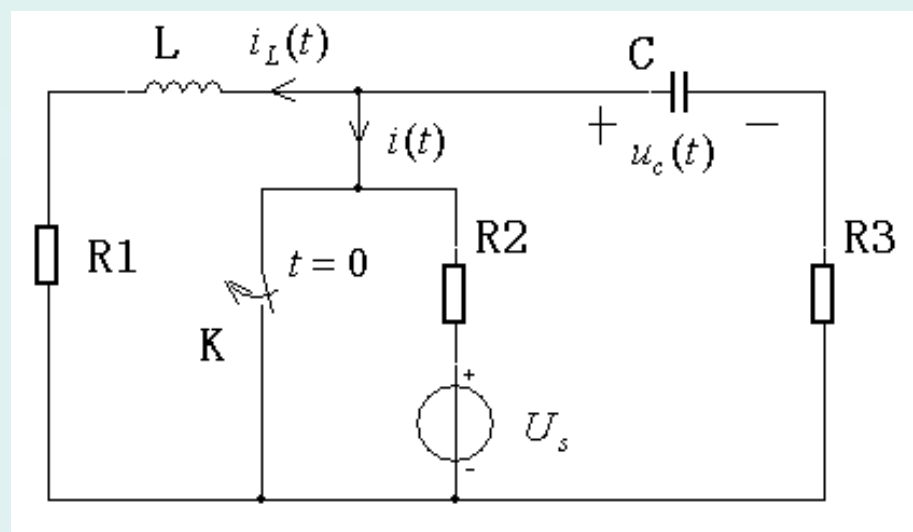 L
i_L(t)
C
+
−
u_c(t)
i(t)
R1
t = 0
K
R2
R3
+
-
U_s